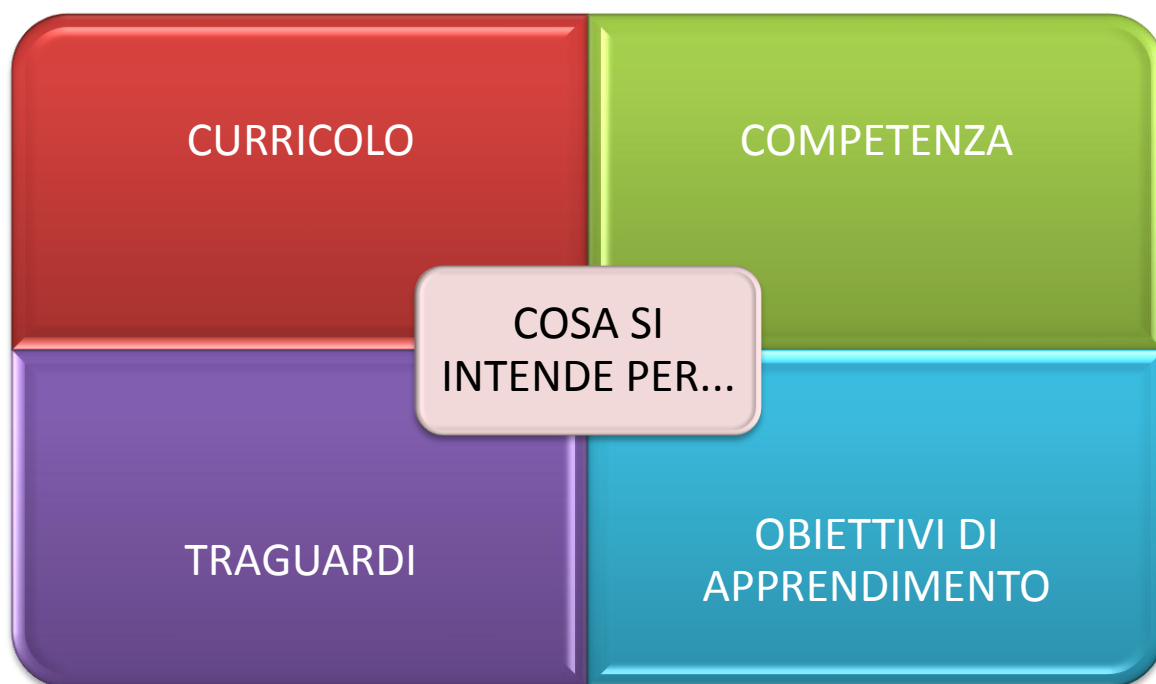 CURRICOLO
COMPETENZA
COSA SI
INTENDE PER...
TRAGUARDI
OBIETTIVI DI
APPRENDIMENTO